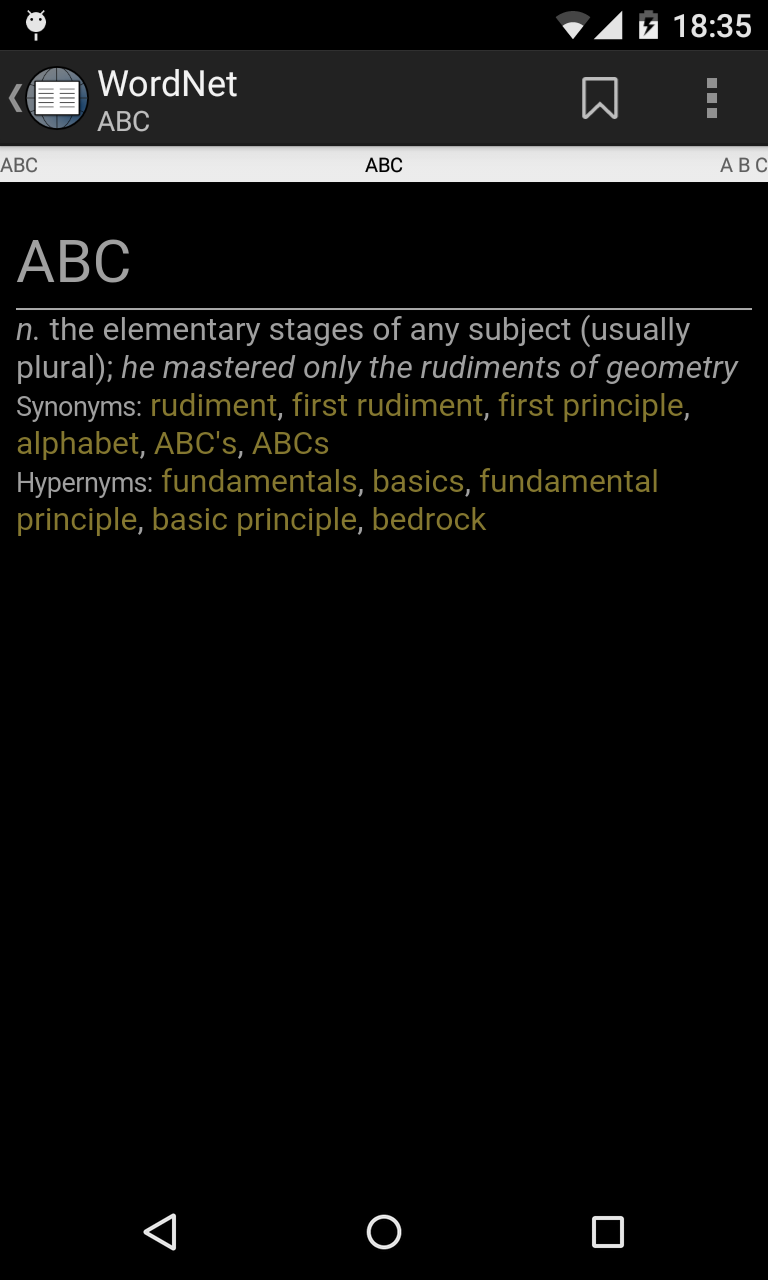 18:35
WordNet
ABC
ABC ABC A B C
ABC
n. the elementary stages of any subject (usually
plural); he mastered only the rudiments of geometry
Synonyms: rudiment, first rudiment, first principle,
alphabet, ABC's, ABCs
Hypernyms: fundamentals, basics, fundamental
principle, basic principle, bedrock